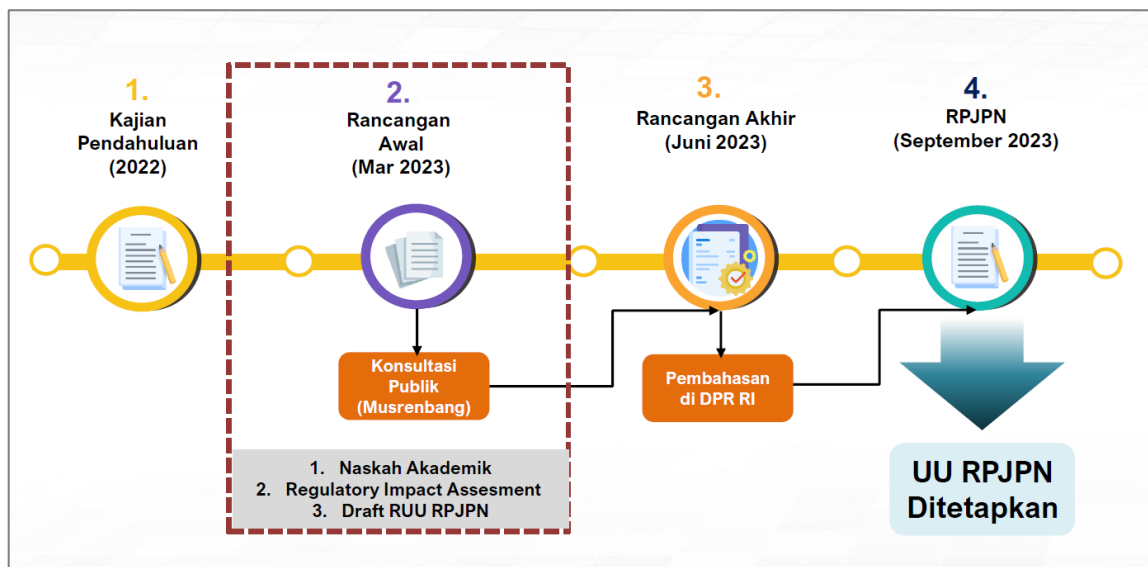 1.
Kajian
Pendahuluan
(2022)
2.
Rancangan
Awal
(Mar 2023)
3.
Rancangan Akhir
(Juni 2023)
4.
RPJPN
(September 2023)
Konsultasi
Publik
(Musrenbang)
Pembahasan
di DPR RI
1. Naskah Akademik
2. Regulatory Impact Assesment
3. Draft RUU RPJPN
UU RPJPN
Ditetapkan